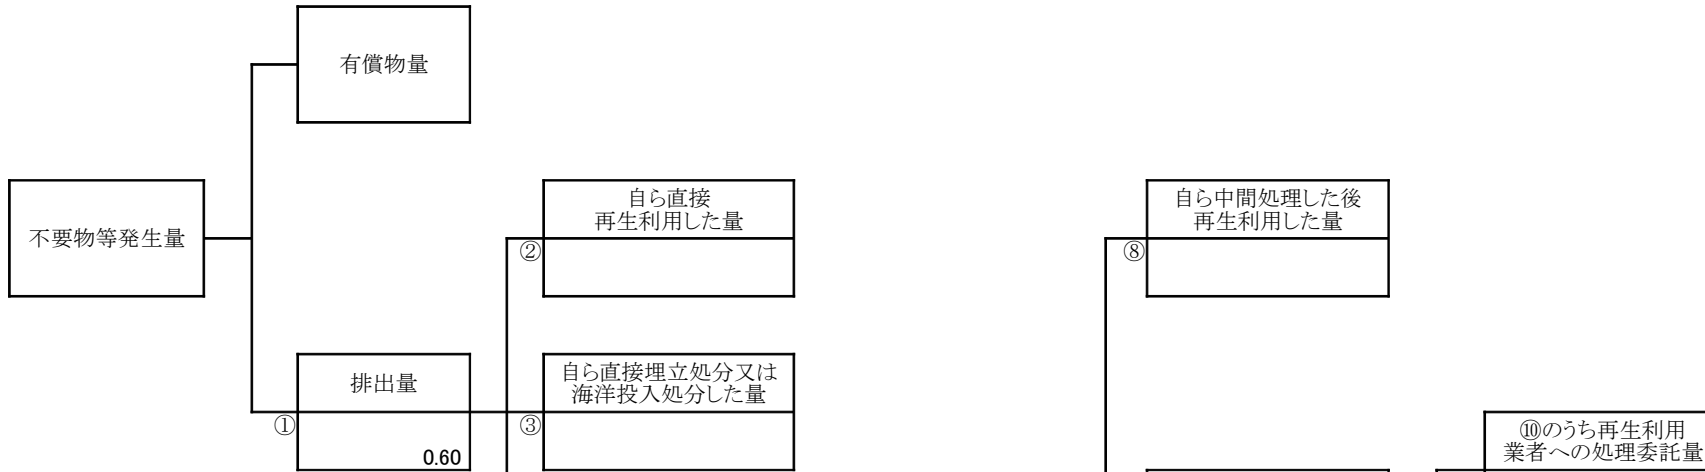 有償物量
不要物等発生量
自ら直接
再生利用した量
②
自ら中間処理した後
再生利用した量
⑧
排出量
①
0.60
自ら直接埋立処分又は
海洋投入処分した量
③
⑩のうち再生利用
業者への処理委託量